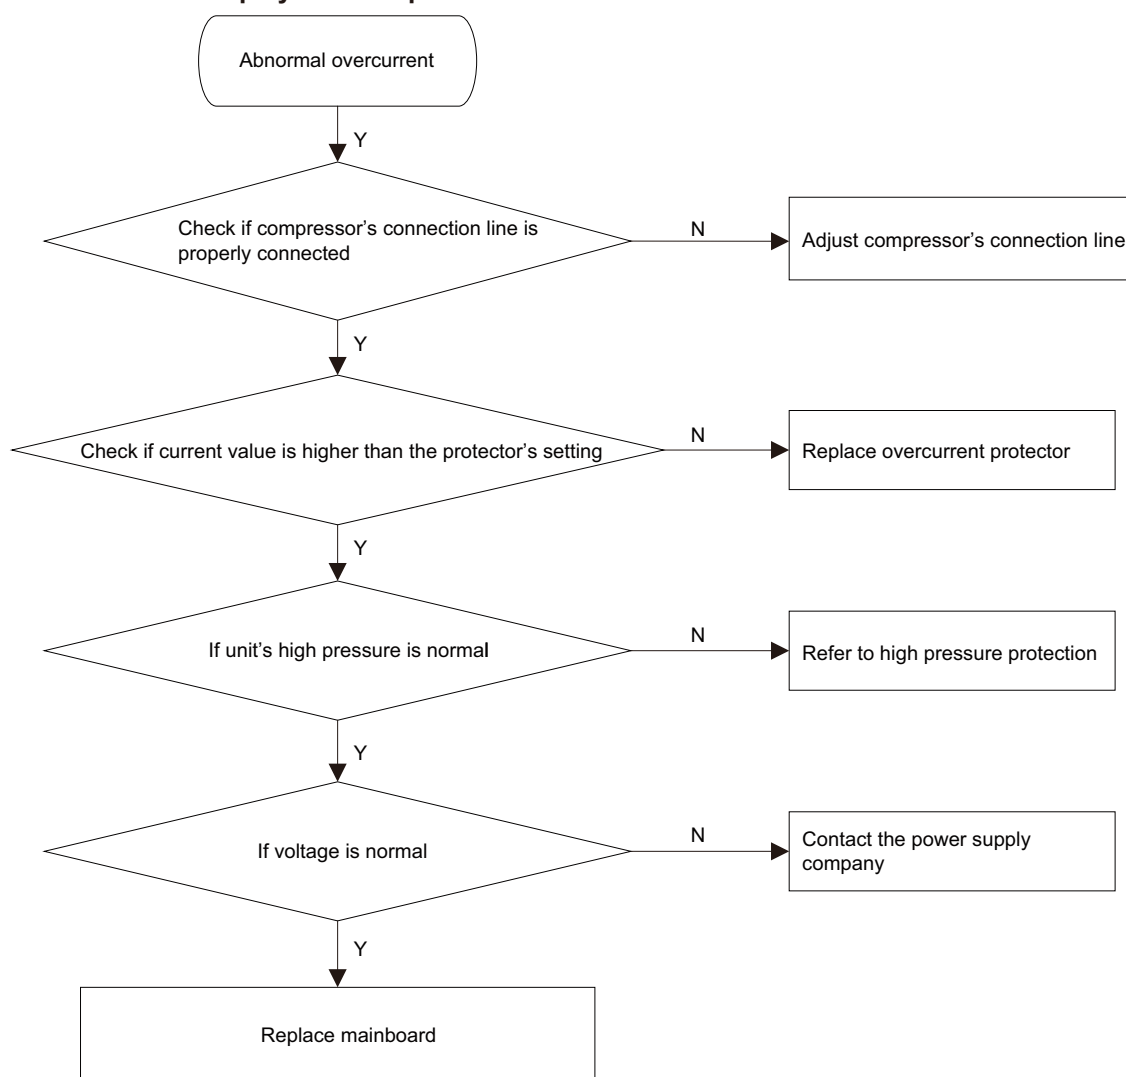 Abnormal overcurrent
Y
Check if compressor’s connection line is
properly connected
N
Adjust compressor’s connection line
Y
Check if current value is higher than the protector’s setting
N
Replace overcurrent protector
Y
If unit’s high pressure is normal
N
Refer to high pressure protection
Y
If voltage is normal
N
Contact the power supply
company
Y
Replace mainboard